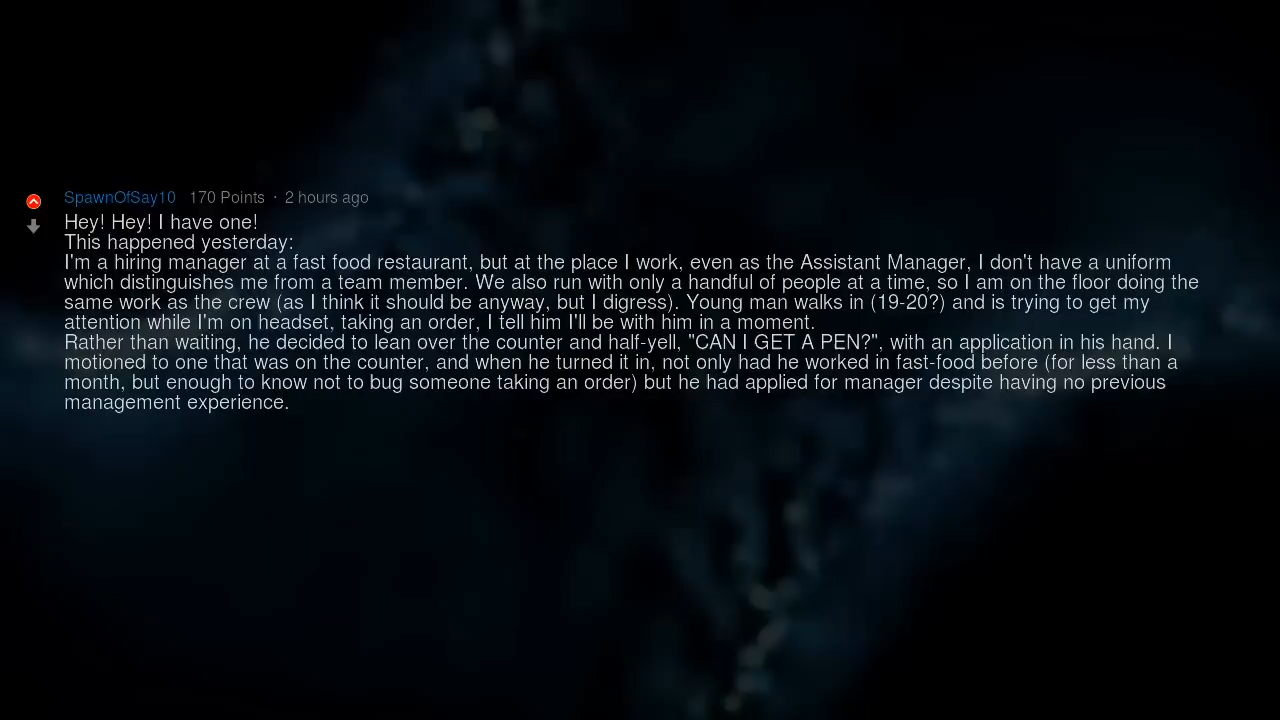 SpawnOfSay10 170 Points · 2 hours ago
Hey! Hey! I have one!
This happened yesterday:
I'm a hiring manager at a fast food restaurant, but at the place I work, even as the Assistant Manager, I don't have a uniform
which distinguishes me from a team member. We also run with only a handful of people at a time, so I am on the floor doing the
same work as the crew (as I think it should be anyway, but I digress). Young man walks in (19-20?) and is trying to get my
attention while I'm on headset, taking an order, I tell him I'll be with him in a moment.
Rather than waiting, he decided to lean over the counter and half-yell, "CAN I GET A PEN?", with an application in his hand. I
motioned to one that was on the counter, and when he turned it in, not only had he worked in fast-food before (for less than a
month, but enough to know not to bug someone taking an order) but he had applied for manager despite having no previous
management experience.